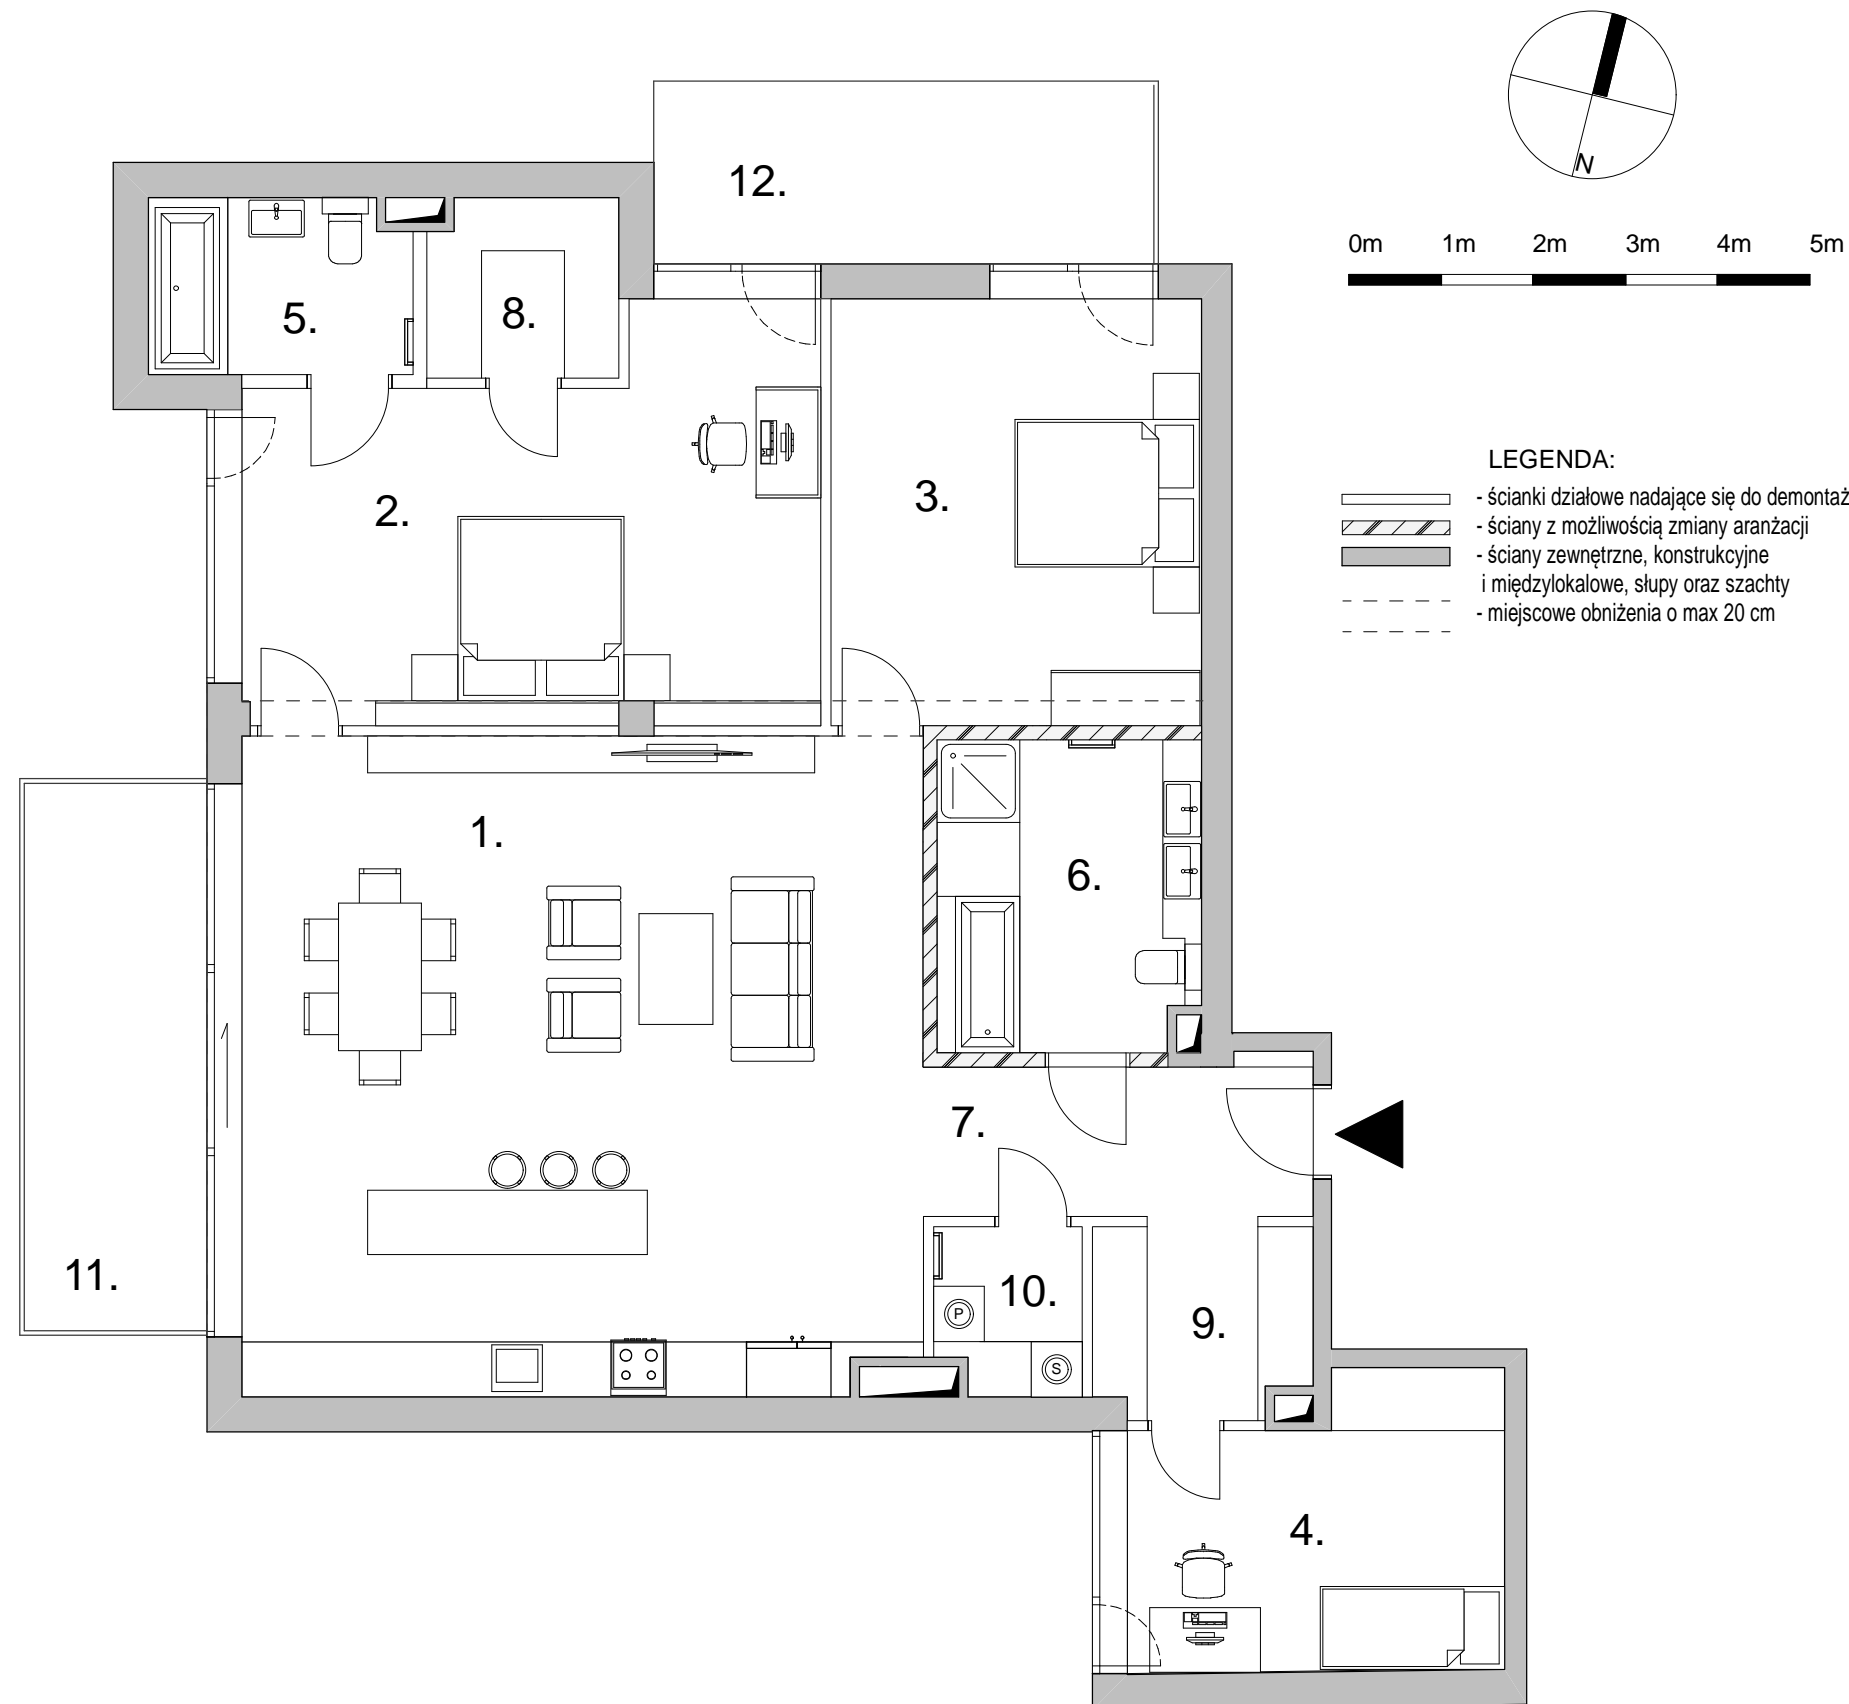 N
0m 1m 2m 3m 4m 5m
LEGENDA:
- ścianki działowe nadające się do demontaż
- ściany z możliwością zmiany aranżacji
- ściany zewnętrzne, konstrukcyjne
i międzylokalowe, słupy oraz szachty
- miejscowe obniżenia o max 20 cm
12.
5.
8.
2.
3.
1.
6.
7.
11.
10.
P
9.
S
4.